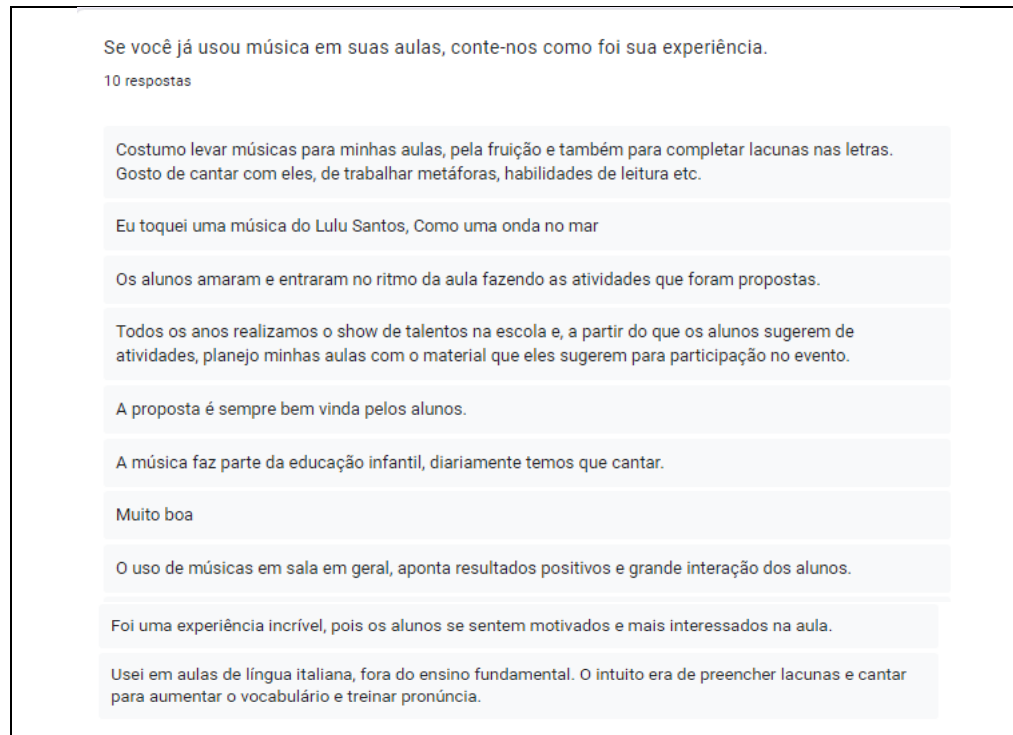 Se você já usou música em suas aulas, conte-nos como foi sua experiência.
10 respostas
Costumo levar músicas para minhas aulas, pela fruição e também para completar lacunas nas letras.
Gosto de cantar com eles, de trabalhar metáforas, habilidades de leitura etc.
Eu toquei uma música do Lulu Santos, Como uma onda no mar
Os alunos amaram e entraram no ritmo da aula fazendo as atividades que foram propostas.
Todos os anos realizamos o show de talentos na escola e, a partir do que os alunos sugerem de
atividades, planejo minhas aulas com o material que eles sugerem para participação no evento.
A proposta é sempre bem vinda pelos alunos.
A música faz parte da educação infantil, diariamente temos que cantar.
Muito boa
O uso de músicas em sala em geral, aponta resultados positivos e grande interação dos alunos.
Foi uma experiência incrível, pois os alunos se sentem motivados e mais interessados na aula.
Usei em aulas de língua italiana, fora do ensino fundamental. O intuito era de preencher lacunas e cantar
para aumentar o vocabulário e treinar pronúncia.